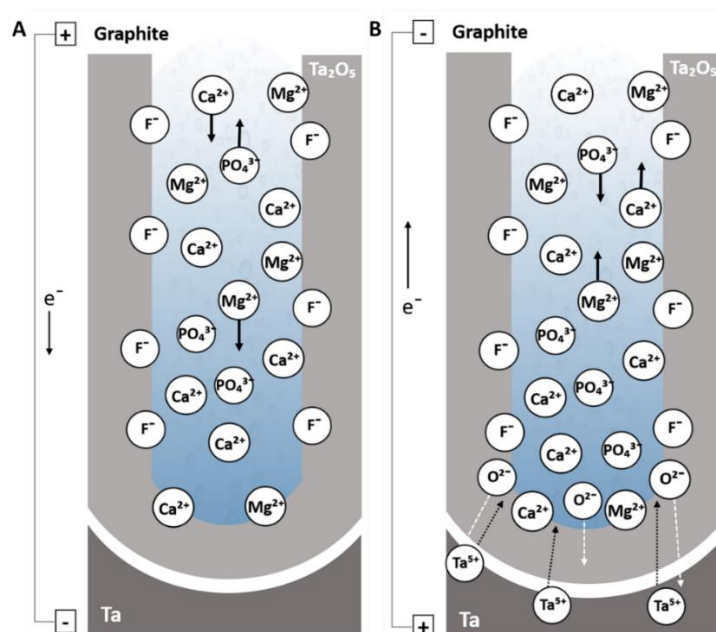 A + Graphite
Ta₂O₅
Ca²⁺ Mg²⁺
F⁻ F⁻
PO₄³⁻
Mg²⁺
Ca²⁺
F⁻ Ca²⁺
Mg²⁺
e⁻ Mg²⁺ F⁻
PO₄³⁻
F⁻ Ca²⁺
Ca²⁺ PO₄³⁻
F⁻ Ca²⁺ F⁻
Ca²⁺ Mg²⁺
- Ta
B - Graphite
Ta₂O₅
Ca²⁺ Mg²⁺
F⁻ F⁻
PO₄³⁻
Mg²⁺
Ca²⁺
F⁻ Ca²⁺ Mg²⁺
e⁻ Mg²⁺ F⁻
PO₄³⁻
F⁻ Ca²⁺
Ca²⁺ PO₄³⁻
F⁻ F⁻
Ca²⁺ PO₄³⁻
O²⁻ O²⁻
Ca²⁺ O²⁻ Mg²⁺
Ta⁵⁺
Ta⁵⁺ Ta⁵⁺
+ Ta